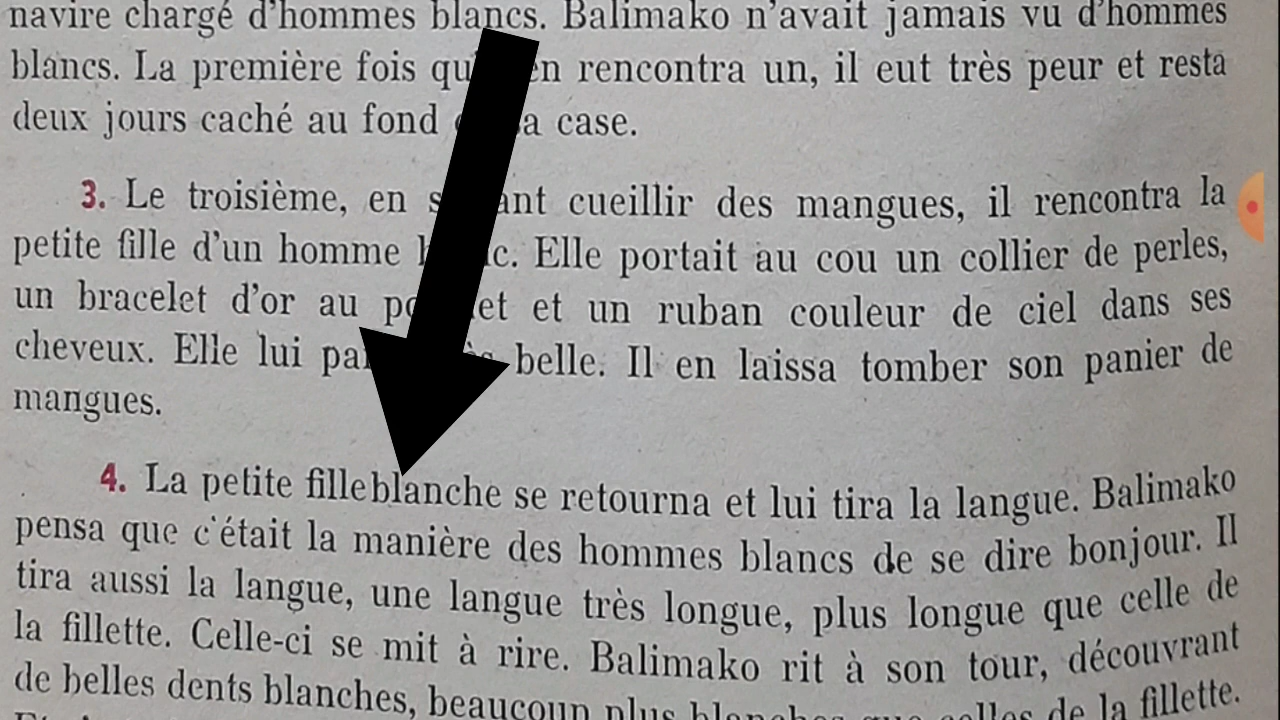 navire chargé d'hommes blancs. Balimako n'avait jamais vu d'hommes
blancs. La première fois rencontra un, il eut très peur et resta
deux jours caché au fond case.
3. Le troisième, en cueillir des mangues, il rencontra la
petite fille d'un homme Elle portait au cou un collier de perles,
un bracelet d'or au et un ruban couleur de ciel dans ses
cheveux. Elle lui belle. Il en laissa tomber son panier de
mangues.
4. La petite fille blanche se retourna et lui tira la langue. Balimako
pensa que c'était la manière des hommes blancs de se dire bonjour. Il
tira aussi la langue, une langue très longue, plus longue que celle de
la fillette. Celle-ci se mit à rire. Balimako rit à son tour, découvrant
de belles dents blanches, beaucoup plus blanches que celles de la fillette.